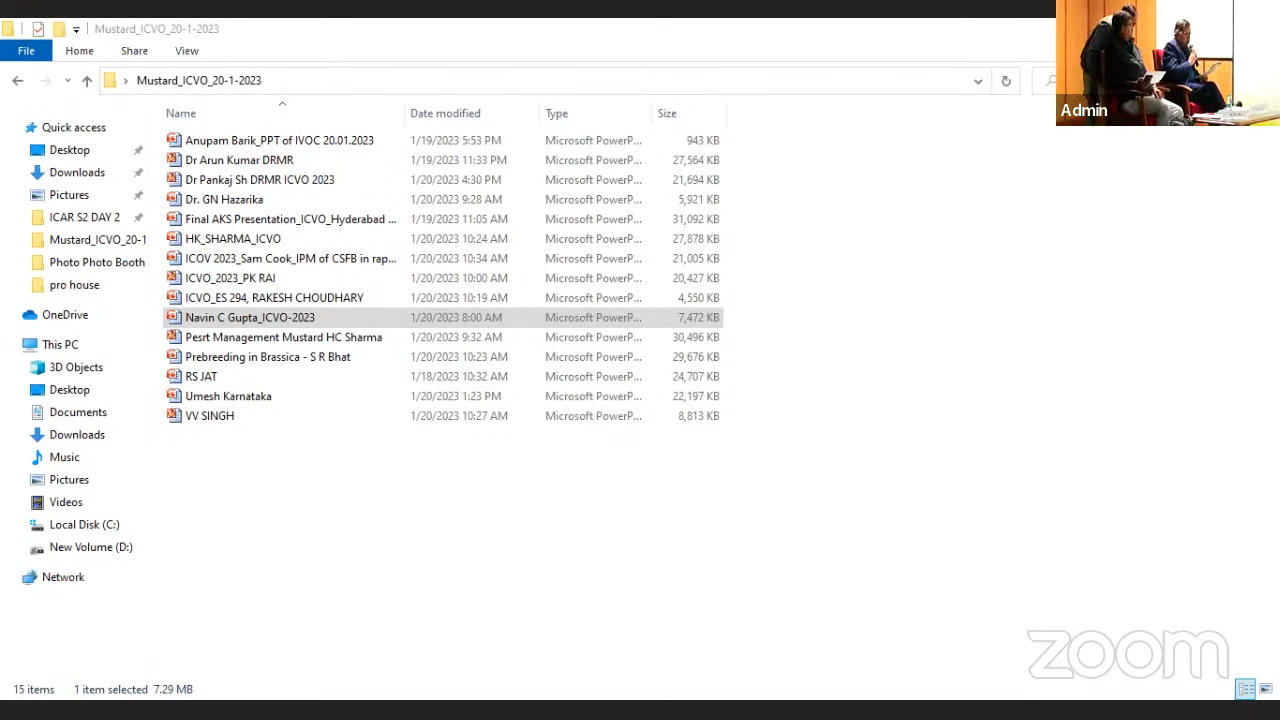 Mustard_ICVO_20-1-2023
File Home Share View
Mustard_ICVO_20-1-2023
Admin
Name Date modified Type Size
Quick access
Desktop
Downloads
Pictures
ICAR S2 DAY 2
Mustard_ICVO_20-1
Photo Photo Booth
pro house
OneDrive
This PC
3D Objects
Desktop
Documents
Downloads
Music
Pictures
Videos
Local Disk (C:)
New Volume (D:)
Network
Anupam Barik_PPT of IVOC 20.01.2023 1/19/2023 5:53 PM Microsoft PowerP... 943 KB
Dr Arun Kumar DRMR 1/19/2023 11:33 PM Microsoft PowerP... 27,564 KB
Dr Pankaj Sh DRMR ICVO 2023 1/20/2023 4:30 PM Microsoft PowerP... 21,694 KB
Dr. GN Hazarika 1/20/2023 9:28 AM Microsoft PowerP... 5,921 KB
Final AKS Presentation_ICVO_Hyderabad ... 1/19/2023 11:05 AM Microsoft PowerP... 31,092 KB
HK_SHARMA_ICVO 1/20/2023 10:24 AM Microsoft PowerP... 27,878 KB
ICOV 2023_Sam Cook_IPM of CSFB in rap... 1/20/2023 10:34 AM Microsoft PowerP... 21,005 KB
ICVO_2023_PK RAI 1/20/2023 10:00 AM Microsoft PowerP... 20,427 KB
ICVO_ES 294, RAKESH CHOUDHARY 1/20/2023 10:19 AM Microsoft PowerP... 4,550 KB
Navin C Gupta_ICVO-2023 1/20/2023 8:00 AM Microsoft PowerP... 7,472 KB
Pesrt Management Mustard HC Sharma 1/20/2023 9:32 AM Microsoft PowerP... 30,496 KB
Prebreeding in Brassica - S R Bhat 1/20/2023 10:23 AM Microsoft PowerP... 29,676 KB
RS JAT 1/18/2023 10:32 AM Microsoft PowerP... 24,707 KB
Umesh Karnataka 1/20/2023 1:23 PM Microsoft PowerP... 22,197 KB
VV SINGH 1/20/2023 10:27 AM Microsoft PowerP... 8,813 KB
zoom
15 items 1 item selected 7.29 MB